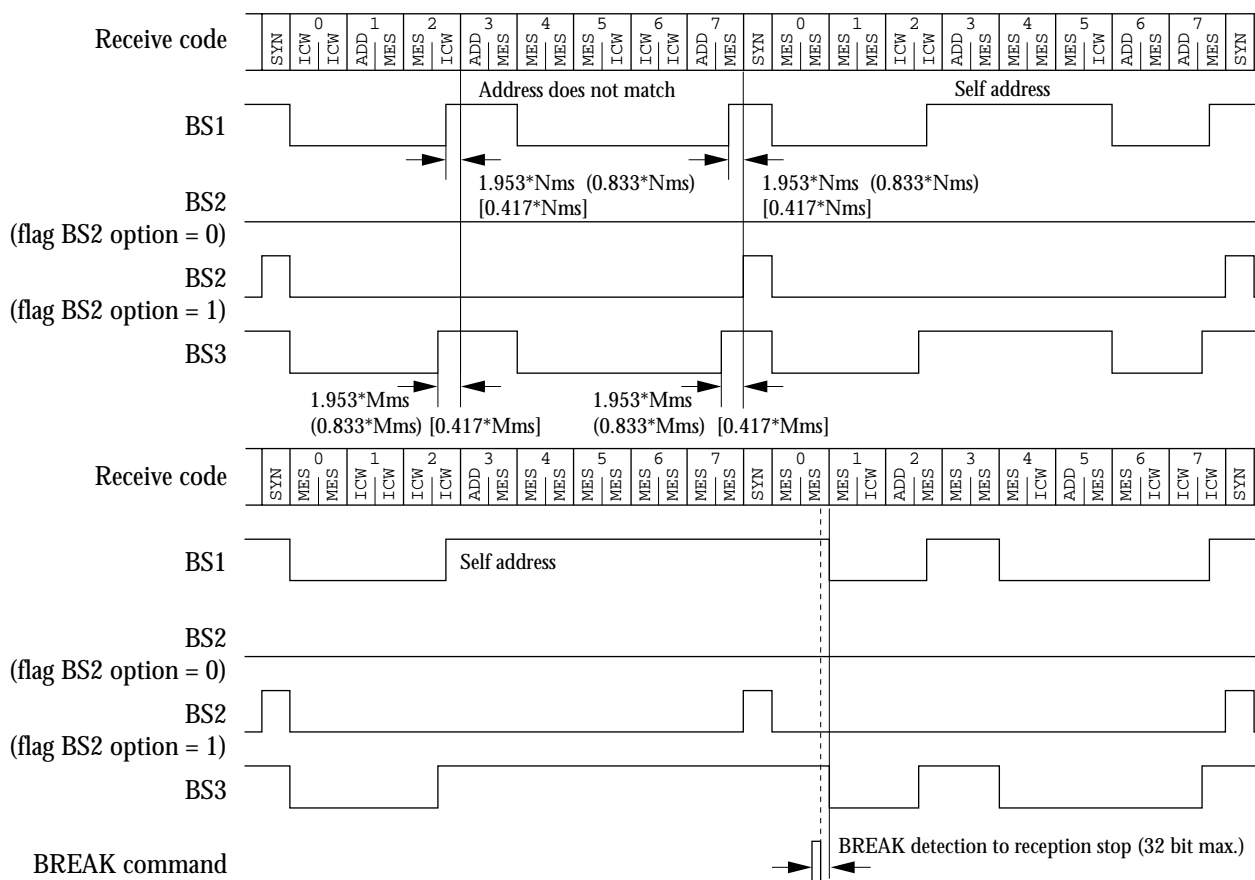 Receive code
0 1 2 3 4 5 6 7 0 1 2 3 4 5 6 7
SYN ICW ICW ADD MES MES ICW ADD MES MES MES MES ICW ICW ICW ADD MES SYN MES MES MES MES ICW ICW ADD MES MES MES MES ICW ADD MES ADD MES SYN
Address does not match
Self address
BS1
1.953*Nms (0.833*Nms)
[0.417*Nms]
1.953*Nms (0.833*Nms)
[0.417*Nms]
BS2
(flag BS2 option = 0)
BS2
(flag BS2 option = 1)
BS3
1.953*Mms
(0.833*Mms) [0.417*Mms]
1.953*Mms
(0.833*Mms) [0.417*Mms]
Receive code
0 1 2 3 4 5 6 7 0 1 2 3 4 5 6 7
SYN MES MES ICW ICW ICW ICW ADD MES MES MES MES MES MES MES MES MES SYN MES MES MES ICW ADD MES MES MES MES ICW ADD MES MES ICW ICW ICW SYN
BS1
Self address
BS2
(flag BS2 option = 0)
BS2
(flag BS2 option = 1)
BS3
BREAK command
BREAK detection to reception stop (32 bit max.)